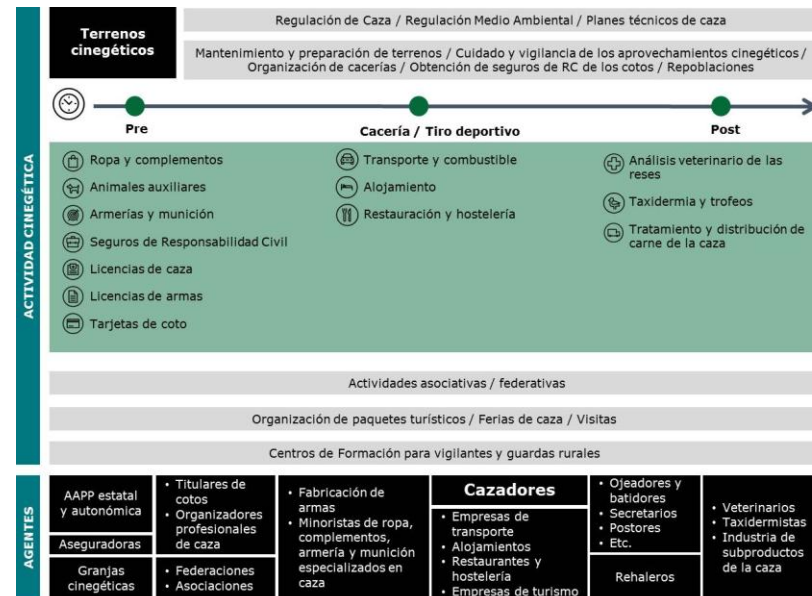 Terrenos
cinegéticos
Regulación de Caza / Regulación Medio Ambiental / Planes técnicos de caza
Mantenimiento y preparación de terrenos / Cuidado y vigilancia de los aprovechamientos cinegéticos /
Organización de cacerías / Obtención de seguros de RC de los cotos / Repoblaciones
Pre
Cacería / Tiro deportivo
Post
ACTIVIDAD CINEGÉTICA
Ropa y complementos
Animales auxiliares
Armerías y munición
Seguros de Responsabilidad Civil
Licencias de caza
Licencias de armas
Tarjetas de coto
Transporte y combustible
Alojamiento
Restauración y hostelería
Análisis veterinario de las
reses
Taxidermia y trofeos
Tratamiento y distribución de
carne de la caza
Actividades asociativas / federativas
Organización de paquetes turísticos / Ferias de caza / Visitas
Centros de Formación para vigilantes y guardas rurales
AGENTES
AAPP estatal
y autonómica
Aseguradoras
Granjas
cinegéticas
• Titulares de
cotos
• Organizadores
profesionales
de caza
• Federaciones
• Asociaciones
• Fabricación de
armas
• Minoristas de ropa,
complementos,
armería y munición
especializados en
caza
Cazadores
• Empresas de
transporte
• Alojamientos
• Restaurantes y
hostelería
• Empresas de turismo
• Ojeadores y
batidores
• Secretarios
• Postores
• Etc.
Rehaleros
• Veterinarios
• Taxidermistas
• Industria de
subproductos
de la caza